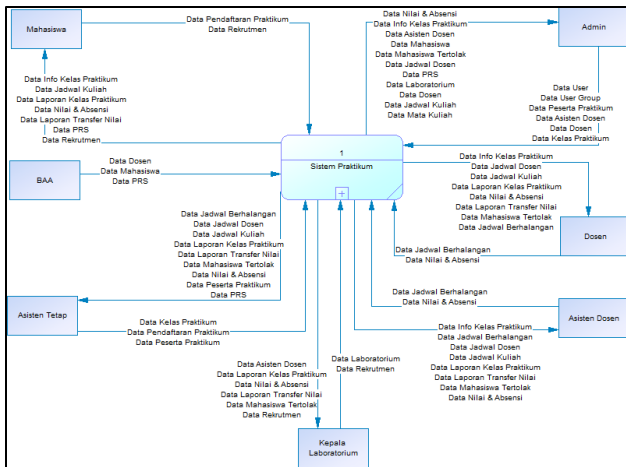 Mahasiswa
Data Pendaftaran Praktikum
Data Rekrutmen
Data Nilai & Absensi
Data Info Kelas Praktikum
Data Asisten Dosen
Data Mahasiswa
Data Mahasiswa Tertolak
Data Jadwal Dosen
Data PRS
Data Laboratorium
Data Dosen
Data Jadwal Kuliah
Data Mata Kuliah
Admin
Data Info Kelas Praktikum
Data Jadwal Kuliah
Data Laporan Kelas Praktikum
Data Nilai & Absensi
Data Laporan Transfer Nilai
Data PRS
Data Rekrutmen
Data User
Data User Group
Data Peserta Praktikum
Data Asisten Dosen
Data Dosen
Data Kelas Praktikum
1
Sistem Praktikum
+
BAA
Data Dosen
Data Mahasiswa
Data PRS
Data Info Kelas Praktikum
Data Jadwal Dosen
Data Jadwal Kuliah
Data Laporan Kelas Praktikum
Data Nilai & Absensi
Data Laporan Transfer Nilai
Data Mahasiswa Tertolak
Data Jadwal Berhalangan
Dosen
Data Jadwal Berhalangan
Data Nilai & Absensi
Data Jadwal Berhalangan
Data Jadwal Dosen
Data Jadwal Kuliah
Data Laporan Kelas Praktikum
Data Laporan Transfer Nilai
Data Mahasiswa Tertolak
Data Nilai & Absensi
Data Peserta Praktikum
Data PRS
Asisten Tetap
Data Kelas Praktikum
Data Pendaftaran Praktikum
Data Peserta Praktikum
Data Jadwal Berhalangan
Data Nilai & Absensi
Asisten Dosen
Data Info Kelas Praktikum
Data Jadwal Berhalangan
Data Jadwal Dosen
Data Jadwal Kuliah
Data Laporan Kelas Praktikum
Data Laporan Transfer Nilai
Data Mahasiswa Tertolak
Data Nilai & Absensi
Data Laboratorium
Data Rekrutmen
Data Asisten Dosen
Data Laporan Kelas Praktikum
Data Nilai & Absensi
Data Laporan Transfer Nilai
Data Mahasiswa Tertolak
Data Rekrutmen
Kepala
Laboratorium